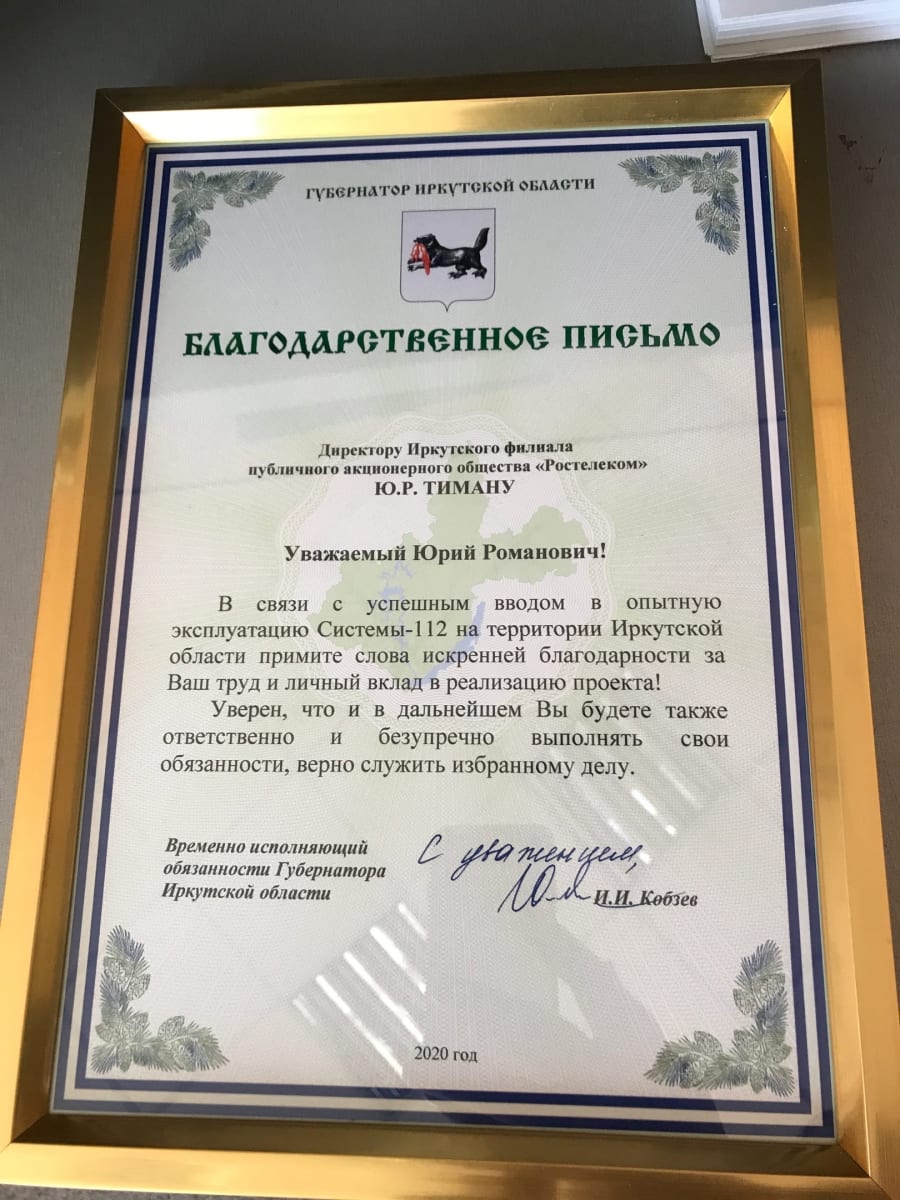 ГУБЕРНАТОР ИРКУТСКОЙ ОБЛАСТИ
БЛАГОДАРСТВЕННОЕ ПИСЬМО
Директору Иркутского филиала
публичного акционерного общества «Ростелеком»
Ю.Р. ТИМАНУ
Уважаемый Юрий Романович!
В связи с успешным вводом в опытную
эксплуатацию Системы-112 на территории Иркутской
области примите слова искренней благодарности за
Ваш труд и личный вклад в реализацию проекта!
Уверен, что и в дальнейшем Вы будете также
ответственно и безупречно выполнять свои
обязанности, верно служить избранному делу.
Временно исполняющий
обязанности Губернатора
Иркутской области
С уважением,
И.И. Кобзев
2020 год